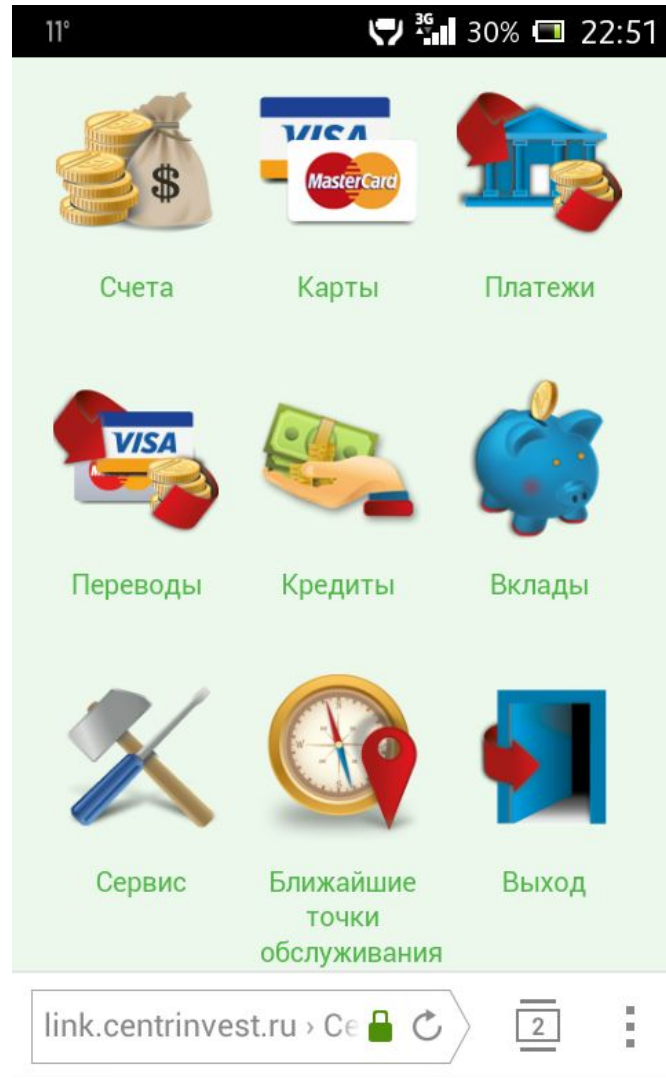 11° 3G 30% 22:51
VISA
MasterCard
$
Счета Карты Платежи
VISA
Переводы Кредиты Вклады
Сервис Ближайшие Выход
точки
обслуживания
link.centrinvest.ru › Се 2